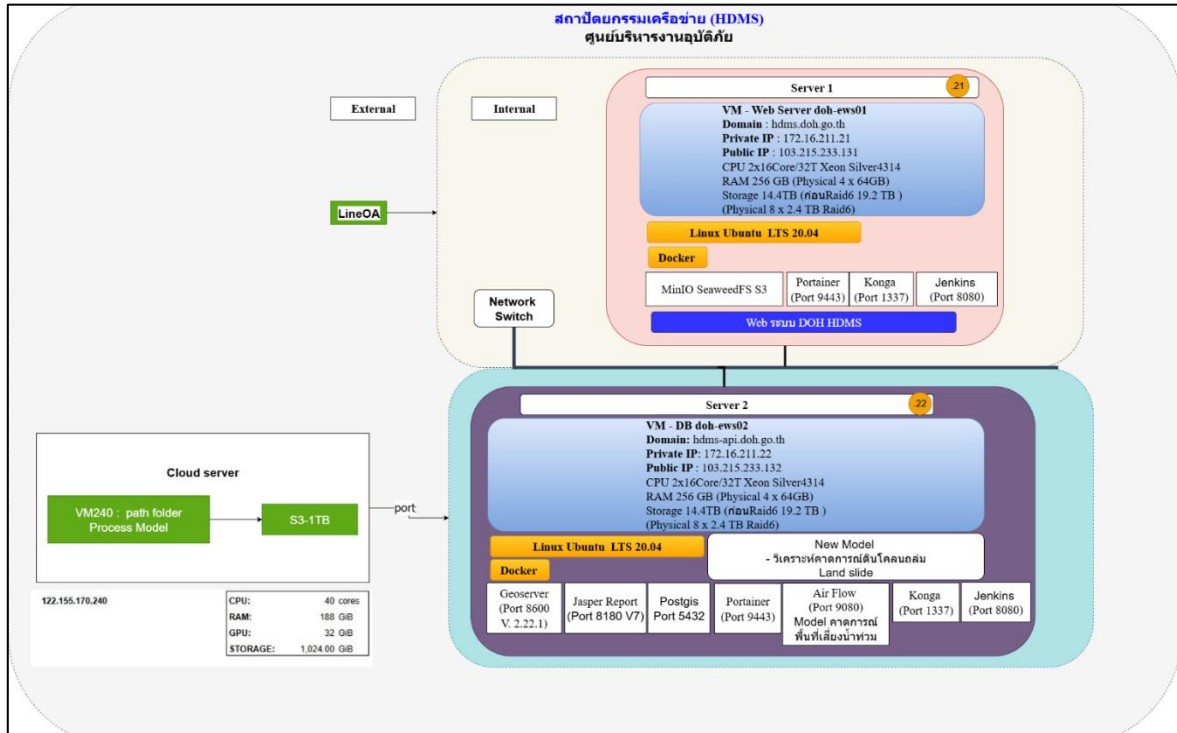 สถาปัตยกรรมเครือข่าย (HDMS)
ศูนย์บริหารงานอุบัติภัย
External
Internal
Server 1
.21
VM - Web Server doh-ews01
Domain : hdms.doh.go.th
Private IP : 172.16.211.21
Public IP : 103.215.233.131
CPU 2x16Core/32T Xeon Silver4314
RAM 256 GB (Physical 4 x 64GB)
Storage 14.4TB (ก่อนRaid6 19.2 TB )
(Physical 8 x 2.4 TB Raid6)
LineOA
Linux Ubuntu LTS 20.04
Docker
MinIO SeaweedFS S3
Portainer
(Port 9443)
Konga
(Port 1337)
Jenkins
(Port 8080)
Network
Switch
Web ระบบ DOH HDMS
Server 2
.22
VM - DB doh-ews02
Domain: hdms-api.doh.go.th
Private IP: 172.16.211.22
Public IP : 103.215.233.132
CPU 2x16Core/32T Xeon Silver4314
RAM 256 GB (Physical 4 x 64GB)
Storage 14.4TB (ก่อนRaid6 19.2 TB )
(Physical 8 x 2.4 TB Raid6)
Cloud server
VM240 : path folder
Process Model
S3-1TB
port
Linux Ubuntu LTS 20.04
Docker
New Model
- วิเคราะห์คาดการณ์ดินโคลนถล่ม
Land slide
Geoserver
(Port 8600
V. 2.22.1)
Jasper Report
(Port 8180 V7)
Postgis
Port 5432
Portainer
(Port 9443)
Air Flow
(Port 9080)
Model คาดการณ์
พื้นที่เสี่ยงน้ำท่วม
Konga
(Port 1337)
Jenkins
(Port 8080)
122.155.170.240
CPU: 40 cores
RAM: 188 GiB
GPU: 32 GiB
STORAGE: 1,024.00 GiB